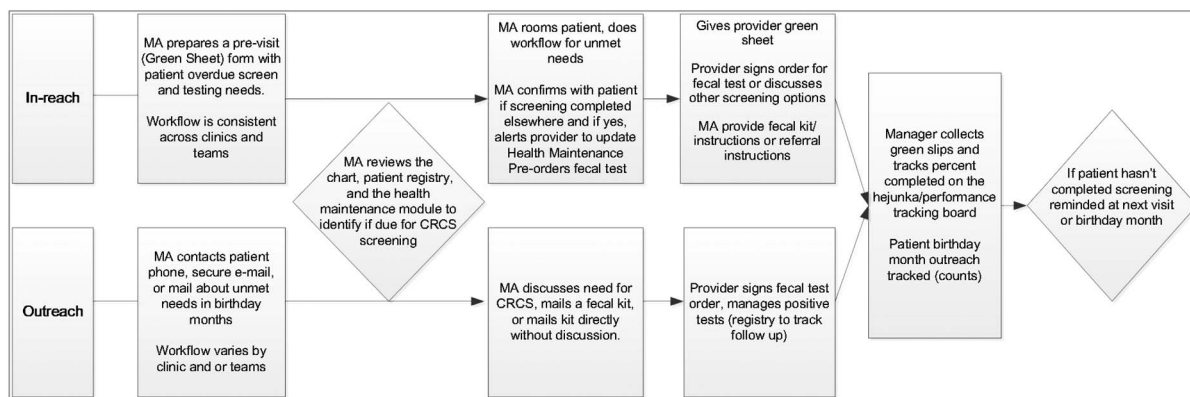 In-reach
MA prepares a pre-visit
(Green Sheet) form with
patient overdue screen
and testing needs.
Workflow is consistent
across clinics and
teams
MA reviews the
chart, patient registry,
and the health
maintenance module to
identify if due for CRCS
screening
MA rooms patient, does
workflow for unmet
needs
MA confirms with patient
if screening completed
elsewhere and if yes,
alerts provider to update
Health Maintenance
Pre-orders fecal test
Gives provider green
sheet
Provider signs order for
fecal test or discusses
other screening options
MA provide fecal kit/
instructions or referral
instructions
Outreach
MA contacts patient
phone, secure e-mail,
or mail about unmet
needs in birthday
months
Workflow varies by
clinic and or teams
MA discusses need for
CRCS, mails a fecal kit,
or mails kit directly
without discussion.
Provider signs fecal test
order, manages positive
tests (registry to track
follow up)
Manager collects
green slips and
tracks percent
completed on the
hejunka/performance
tracking board
Patient birthday
month outreach
tracked (counts)
If patient hasn't
completed screening
reminded at next visit
or birthday month